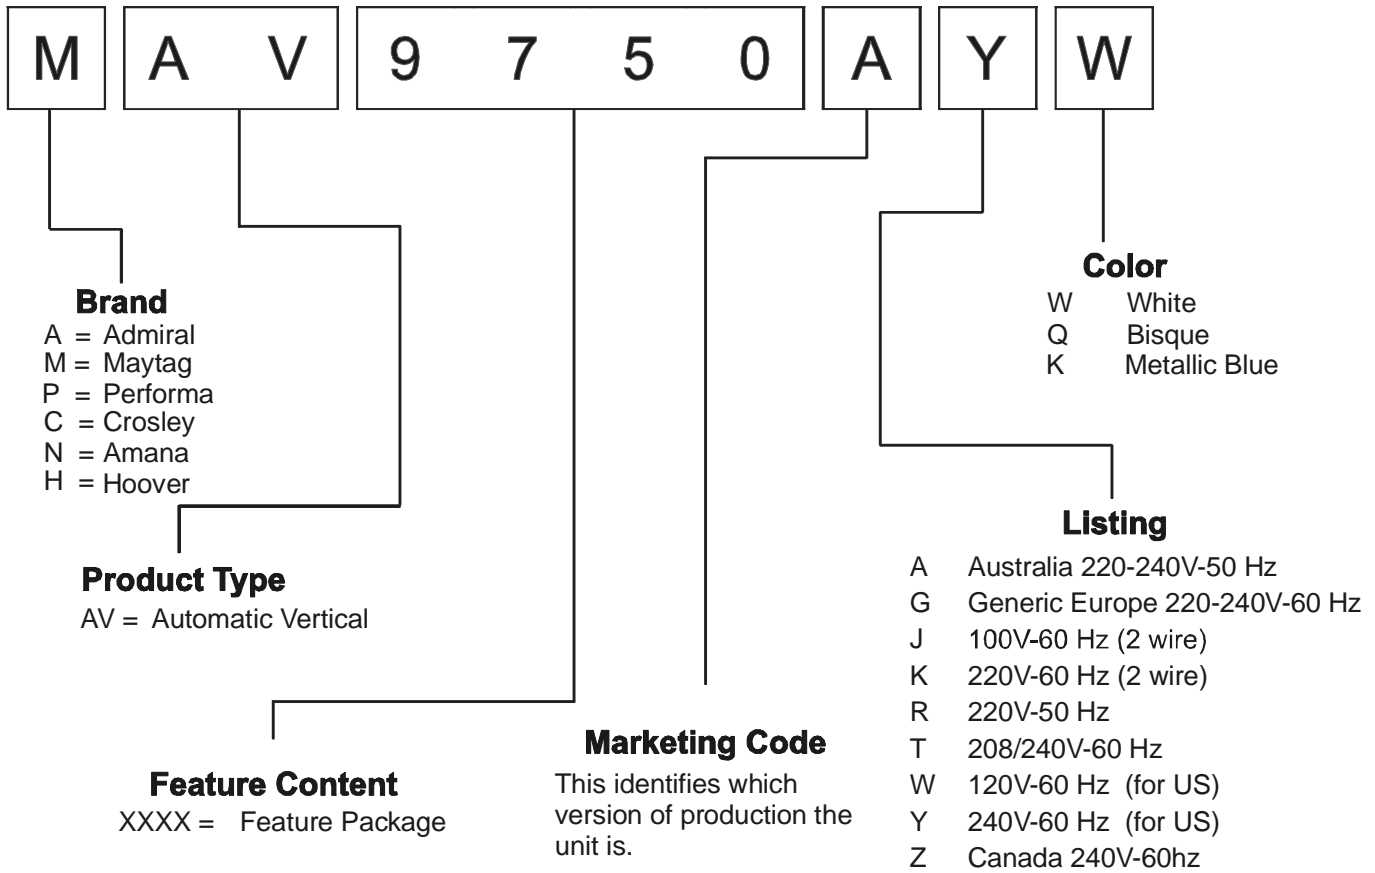 M A V 9 7 5 0 A Y W
Brand
A = Admiral
M = Maytag
P = Performa
C = Crosley
N = Amana
H = Hoover
Product Type
AV = Automatic Vertical
Feature Content
XXXX = Feature Package
Marketing Code
This identifies which
version of production the
unit is.
Color
W White
Q Bisque
K Metallic Blue
Listing
A Australia 220-240V-50 Hz
G Generic Europe 220-240V-60 Hz
J 100V-60 Hz (2 wire)
K 220V-60 Hz (2 wire)
R 220V-50 Hz
T 208/240V-60 Hz
W 120V-60 Hz (for US)
Y 240V-60 Hz (for US)
Z Canada 240V-60hz